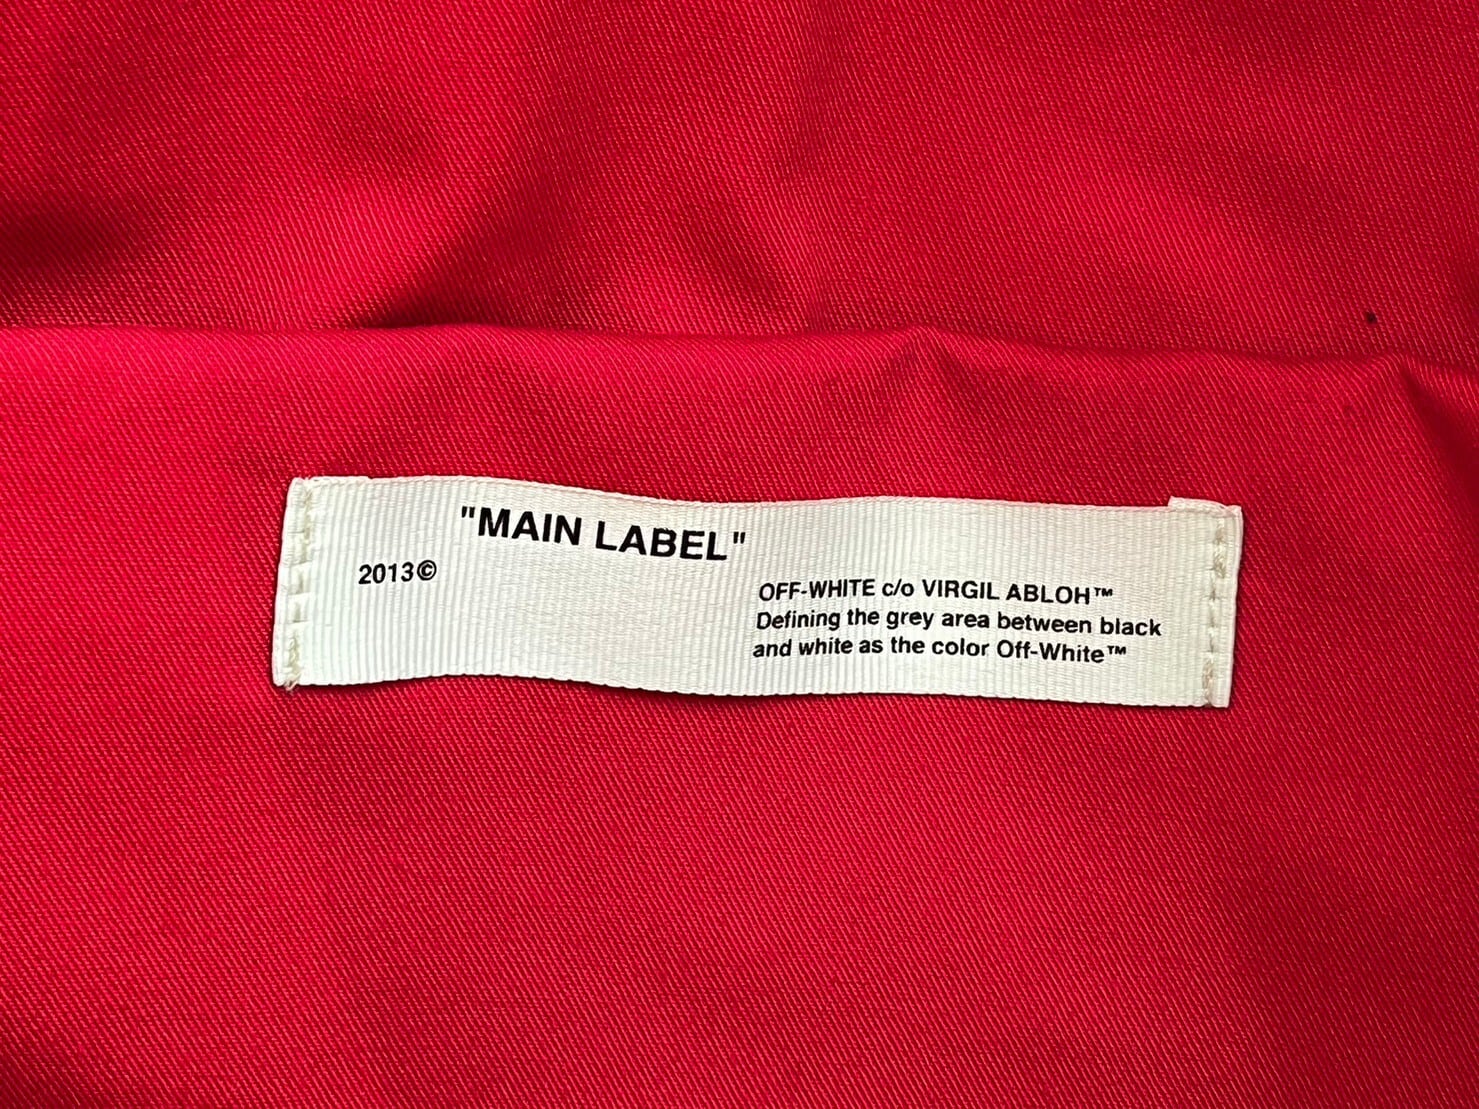 "MAIN LABEL"
2013©
OFF-WHITE c/o VIRGIL ABLOH™
Defining the grey area between black
and white as the color Off-White™